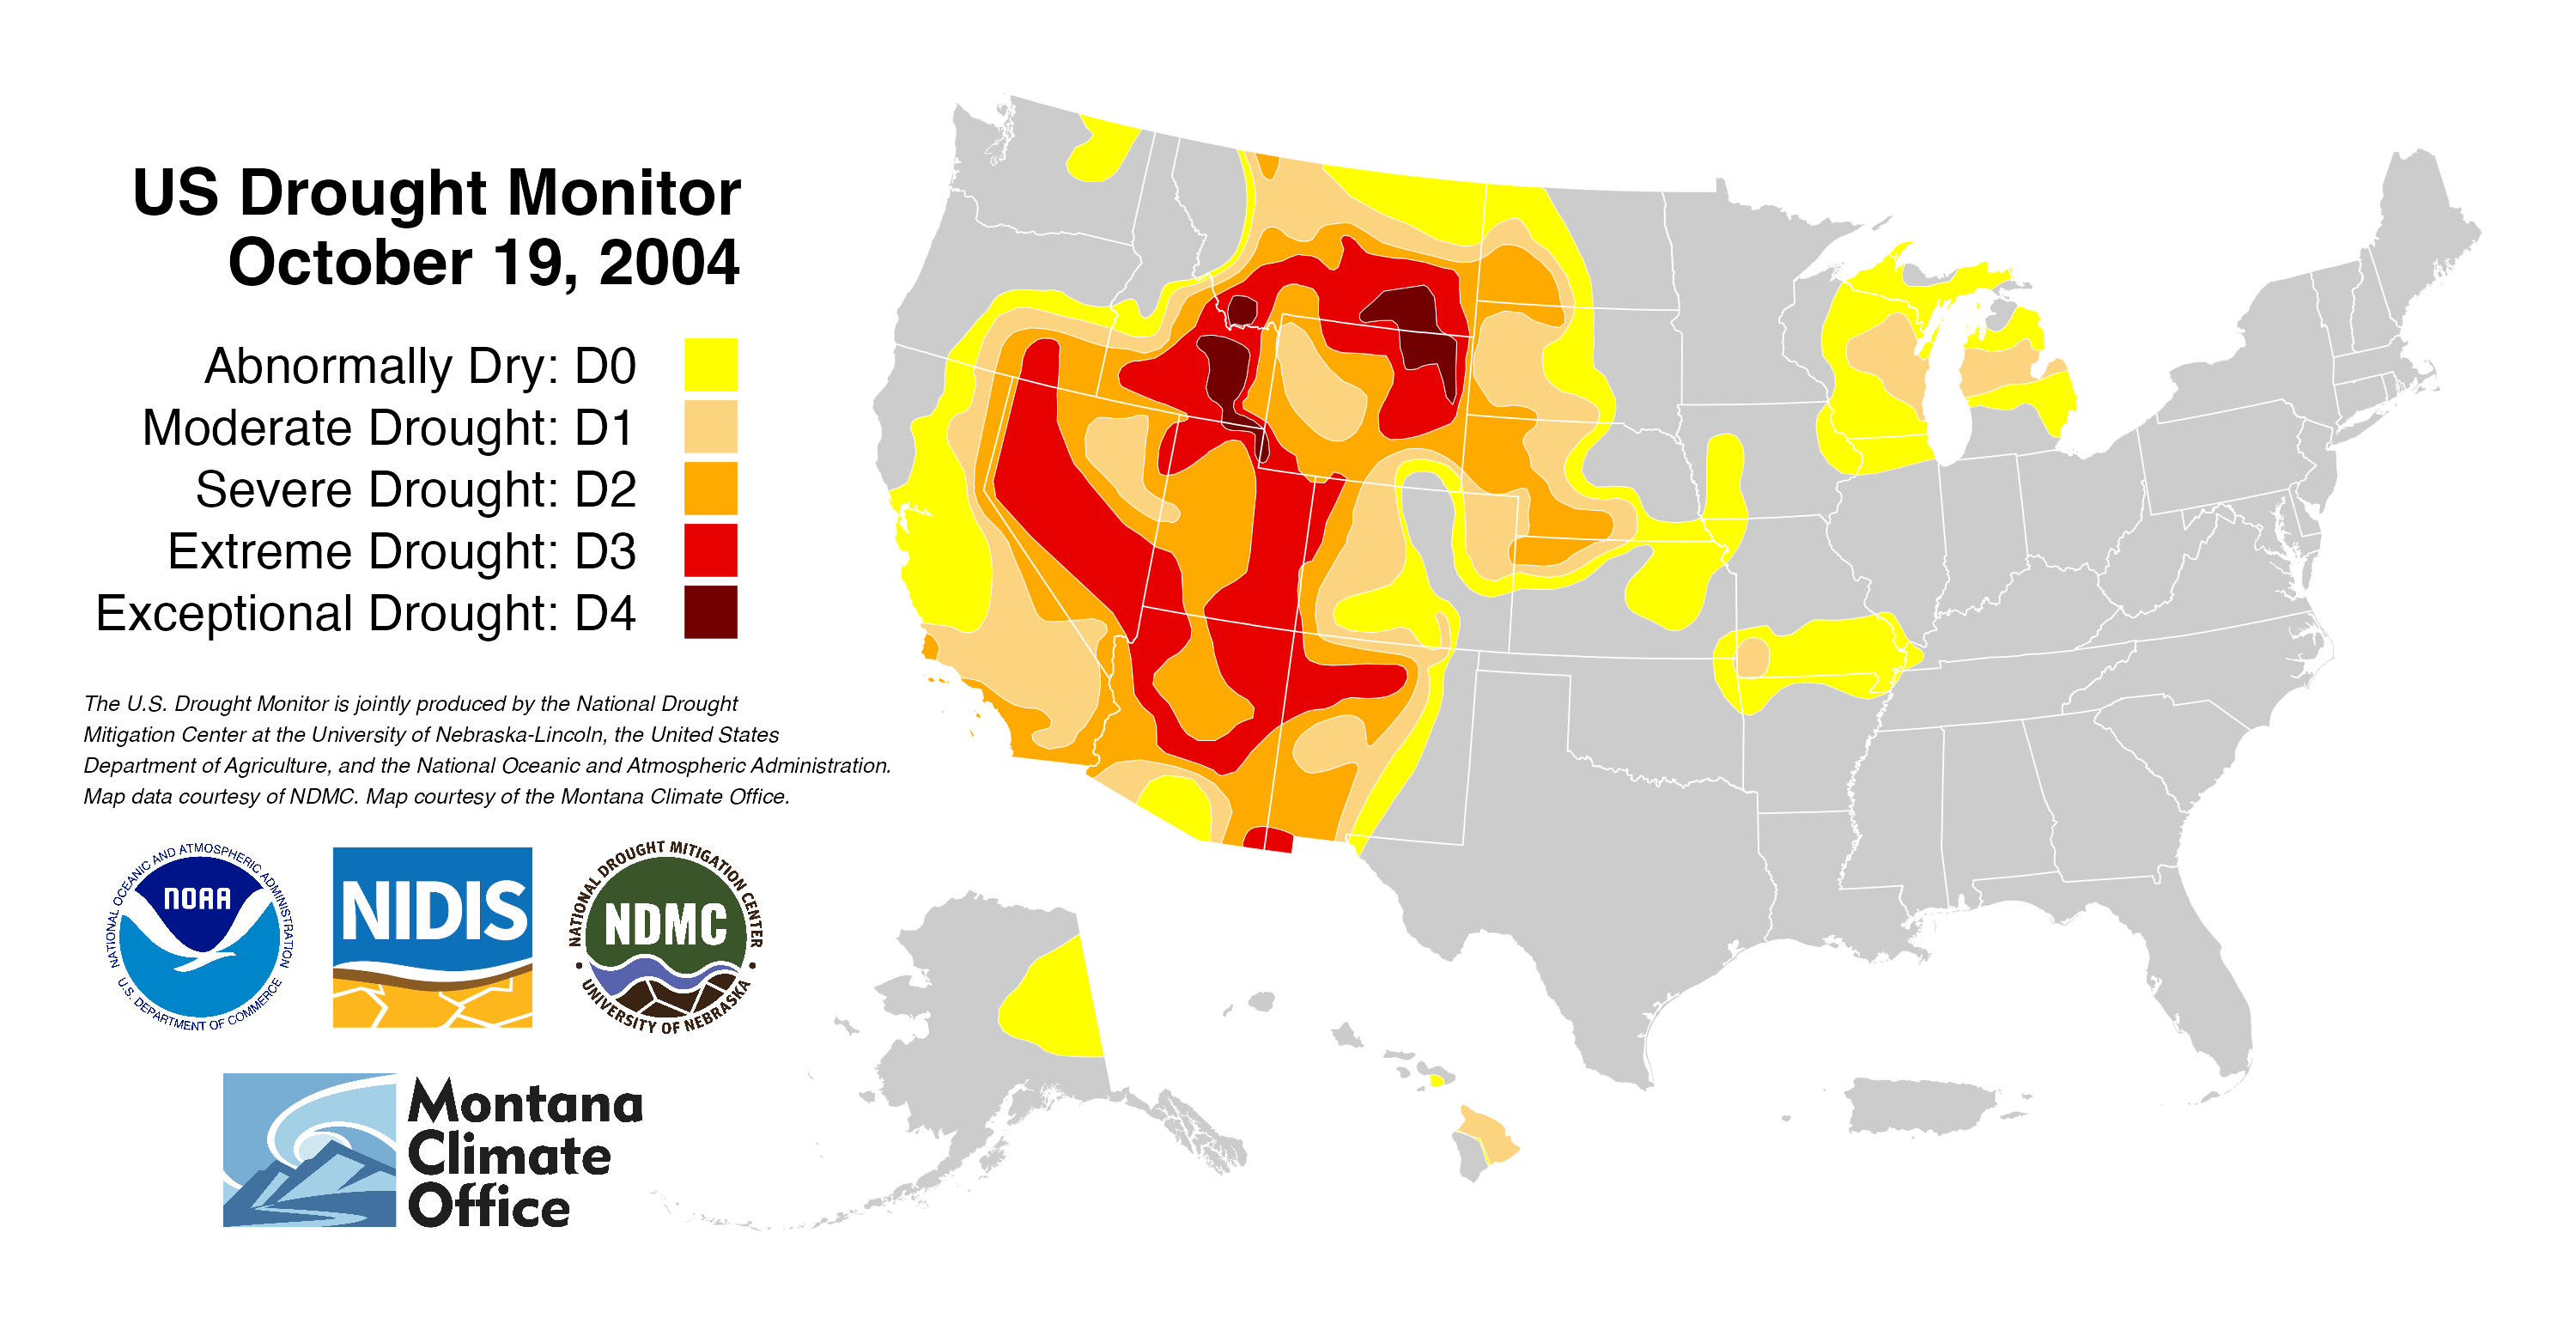 US Drought Monitor
October 19, 2004
Abnormally Dry: D0
Moderate Drought: D1
Severe Drought: D2
Extreme Drought: D3
Exceptional Drought: D4
The U.S. Drought Monitor is jointly produced by the National Drought
Mitigation Center at the University of Nebraska-Lincoln, the United States
Department of Agriculture, and the National Oceanic and Atmospheric Administration.
Map data courtesy of NDMC. Map courtesy of the Montana Climate Office.
NATIONAL OCEANIC AND ATMOSPHERIC ADMINISTRATION
NOAA
U.S. DEPARTMENT OF COMMERCE
NIDIS
NATIONAL DROUGHT MITIGATION CENTER
NDMC
• UNIVERSITY OF NEBRASKA •
Montana
Climate
Office